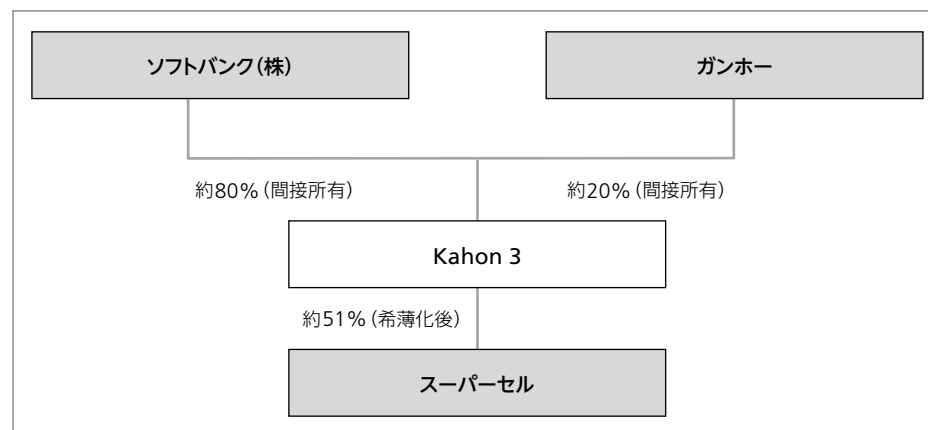 ソフトバンク（株）
ガンホー
約80%（間接所有）
約20%（間接所有）
Kahon 3
約51%（希薄化後）
スーパーセル